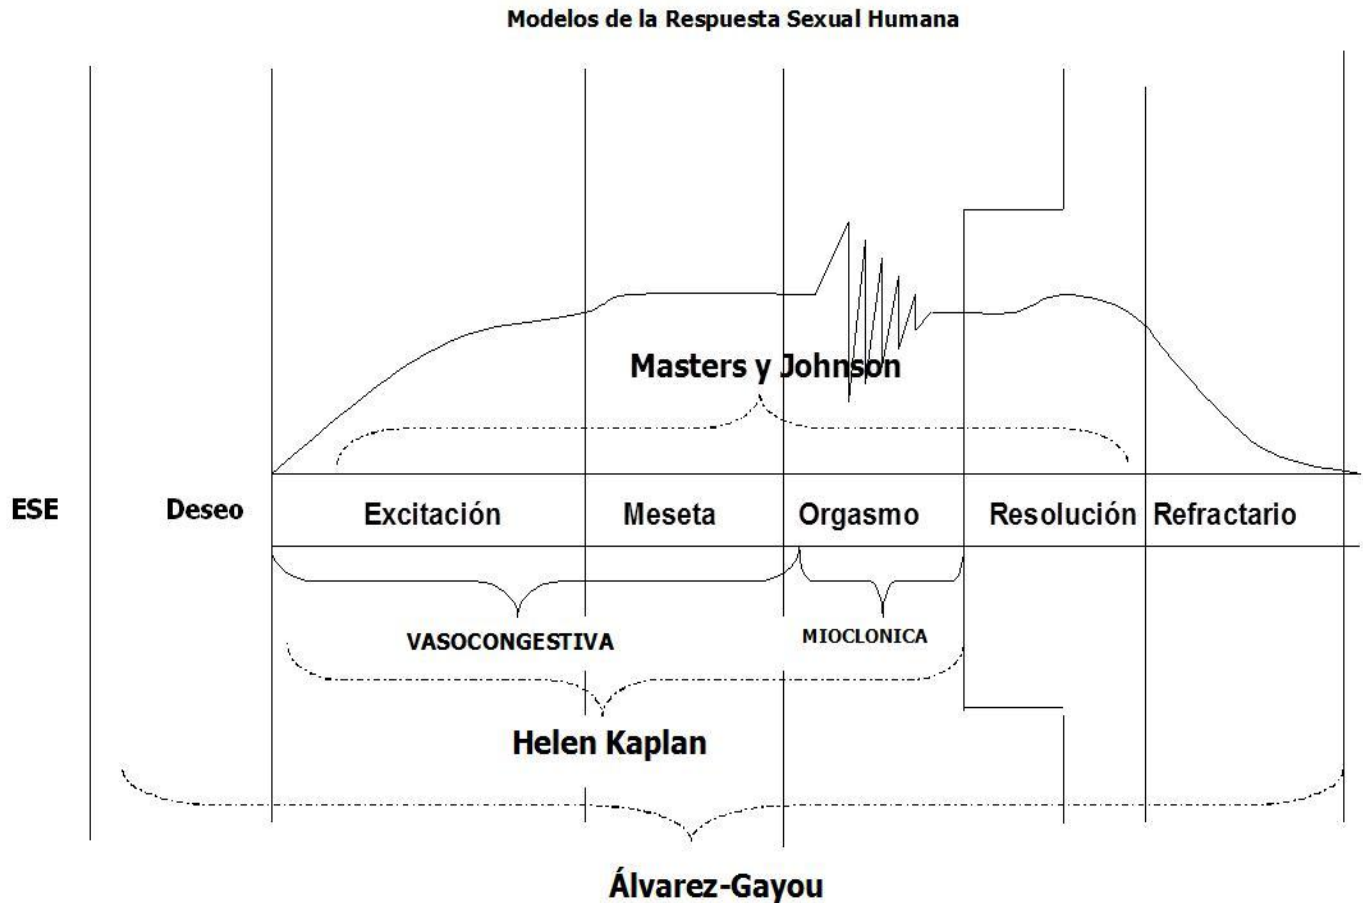 Modelos de la Respuesta Sexual Humana
Masters y Johnson
ESE Deseo Excitación Meseta Orgasmo Resolución Refractario
VASOCONGESTIVA MIOCLONICA
Helen Kaplan
Álvarez-Gayou